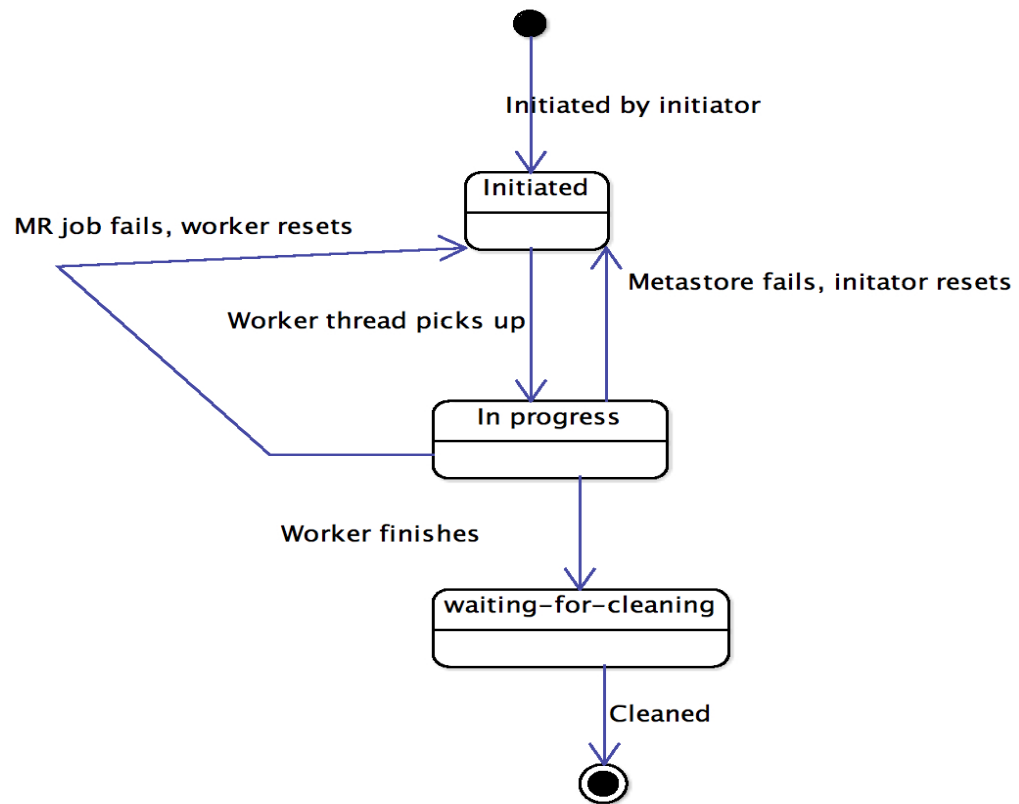 Initiated by initiator
Initiated
MR job fails, worker resets
Metastore fails, initator resets
Worker thread picks up
In progress
Worker finishes
waiting-for-cleaning
Cleaned